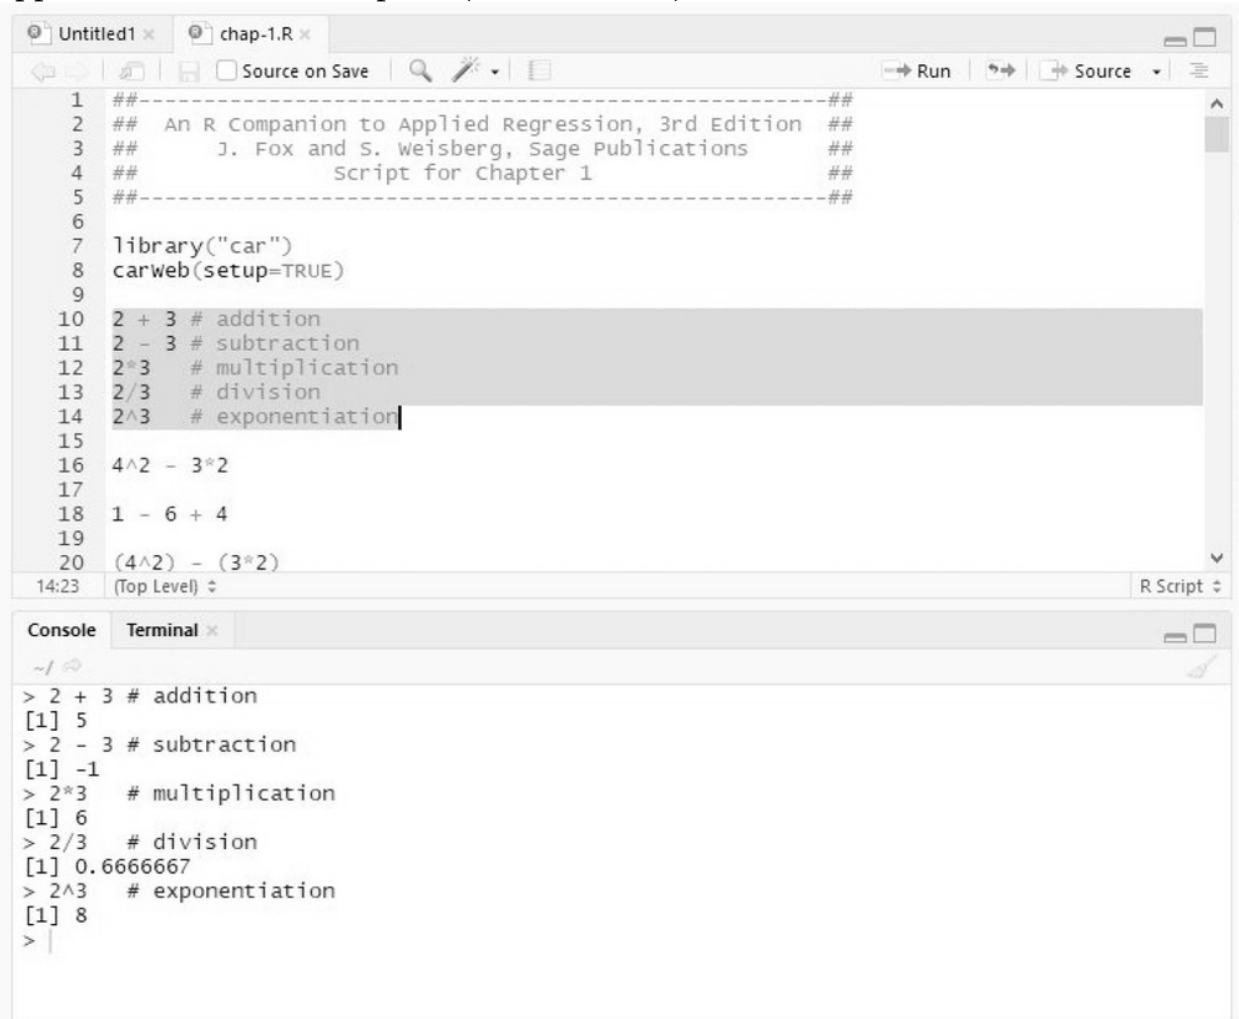 Untitled1 × chap-1.R ×
Source on Save Run Source
1 ##-----------------------------------------------------##
2 ##  An R Companion to Applied Regression, 3rd Edition  ##
3 ##      J. Fox and S. Weisberg, Sage Publications      ##
4 ##               Script for Chapter 1                  ##
5 ##-----------------------------------------------------##
6
7 library("car")
8 carWeb(setup=TRUE)
9
10 2 + 3 # addition
11 2 - 3 # subtraction
12 2*3   # multiplication
13 2/3   # division
14 2^3   # exponentiation
15
16 4^2 - 3*2
17
18 1 - 6 + 4
19
20 (4^2) - (3*2)
14:23 (Top Level) R Script
Console Terminal ×
~/
> 2 + 3 # addition
[1] 5
> 2 - 3 # subtraction
[1] -1
> 2*3   # multiplication
[1] 6
> 2/3   # division
[1] 0.6666667
> 2^3   # exponentiation
[1] 8
>